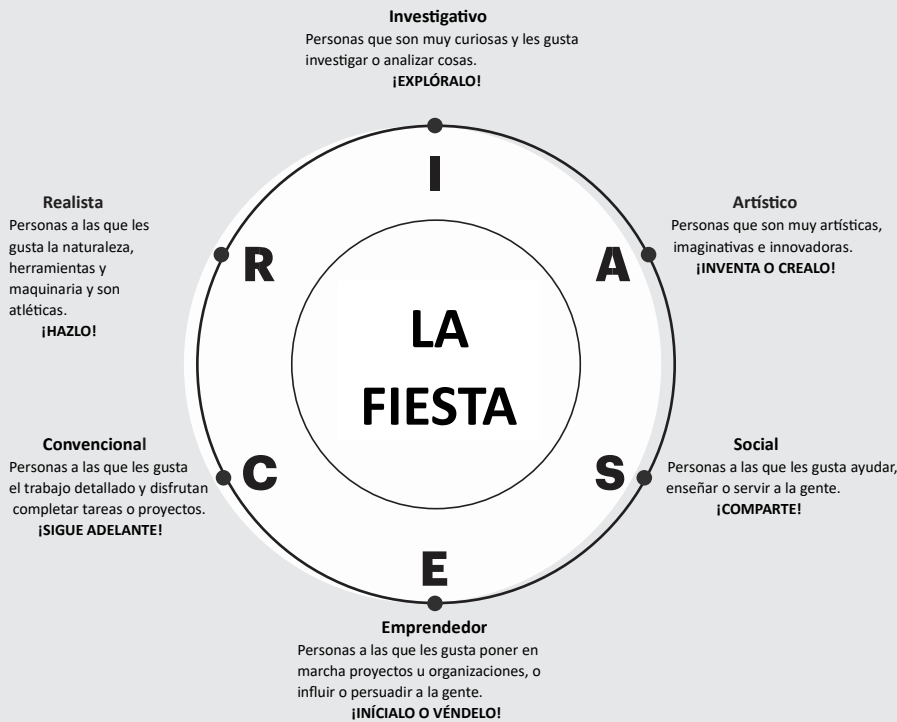 Investigativo
Personas que son muy curiosas y les gusta
investigar o analizar cosas.
¡EXPLÓRALO!
I
Realista
Personas a las que les
gusta la naturaleza,
herramientas y
maquinaria y son
atléticas.
¡HAZLO!
R
A
Artístico
Personas que son muy artísticas,
imaginativas e innovadoras.
¡INVENTA O CREALO!
LA
FIESTA
Convencional
Personas a las que les gusta
el trabajo detallado y disfrutan
completar tareas o proyectos.
¡SIGUE ADELANTE!
C
S
Social
Personas a las que les gusta ayudar,
enseñar o servir a la gente.
¡COMPARTE!
E
Emprendedor
Personas a las que les gusta poner en
marcha proyectos u organizaciones, o
influir o persuadir a la gente.
¡INÍCIALO O VÉNDELO!